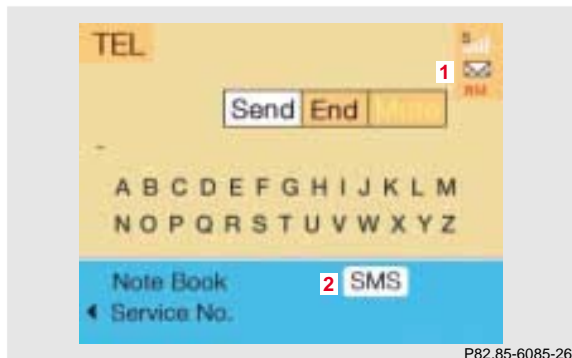 TEL
1
Send End
-
A B C D E F G H I J K L M
N O P Q R S T U V W X Y Z
Note Book 2 SMS
Service No.
P82.85-6085-26